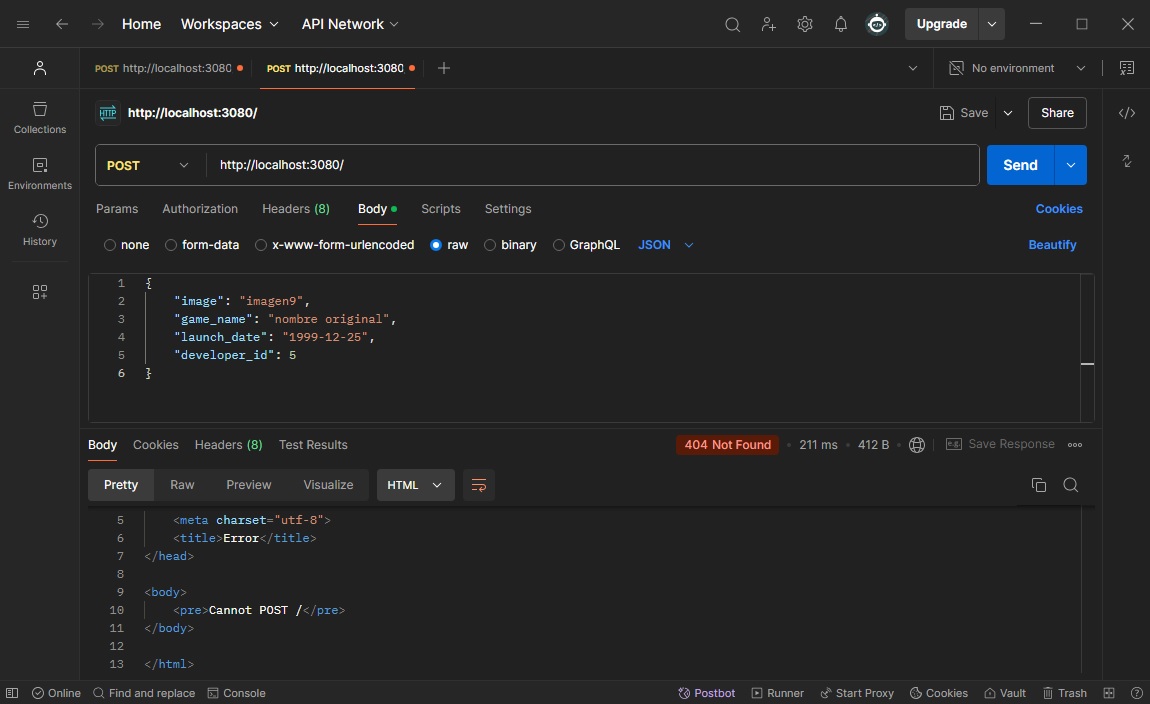 Home Workspaces API Network Upgrade
POST http://localhost:3080 POST http://localhost:3080 No environment
HTTP http://localhost:3080/ Save Share
Collections
Environments
History
POST http://localhost:3080/ Send
Params Authorization Headers (8) Body Scripts Settings Cookies
none form-data x-www-form-urlencoded raw binary GraphQL JSON Beautify
1 {
2 "image": "imagen9",
3 "game_name": "nombre original",
4 "launch_date": "1999-12-25",
5 "developer_id": 5
6 }
Body Cookies Headers (8) Test Results 404 Not Found 211 ms 412 B e.g. Save Response
Pretty Raw Preview Visualize HTML
5 <meta charset="utf-8">
6 <title>Error</title>
7 </head>
8
9 <body>
10 <pre>Cannot POST /</pre>
11 </body>
12
13 </html>
Online Find and replace Console Postbot Runner Start Proxy Cookies Vault Trash